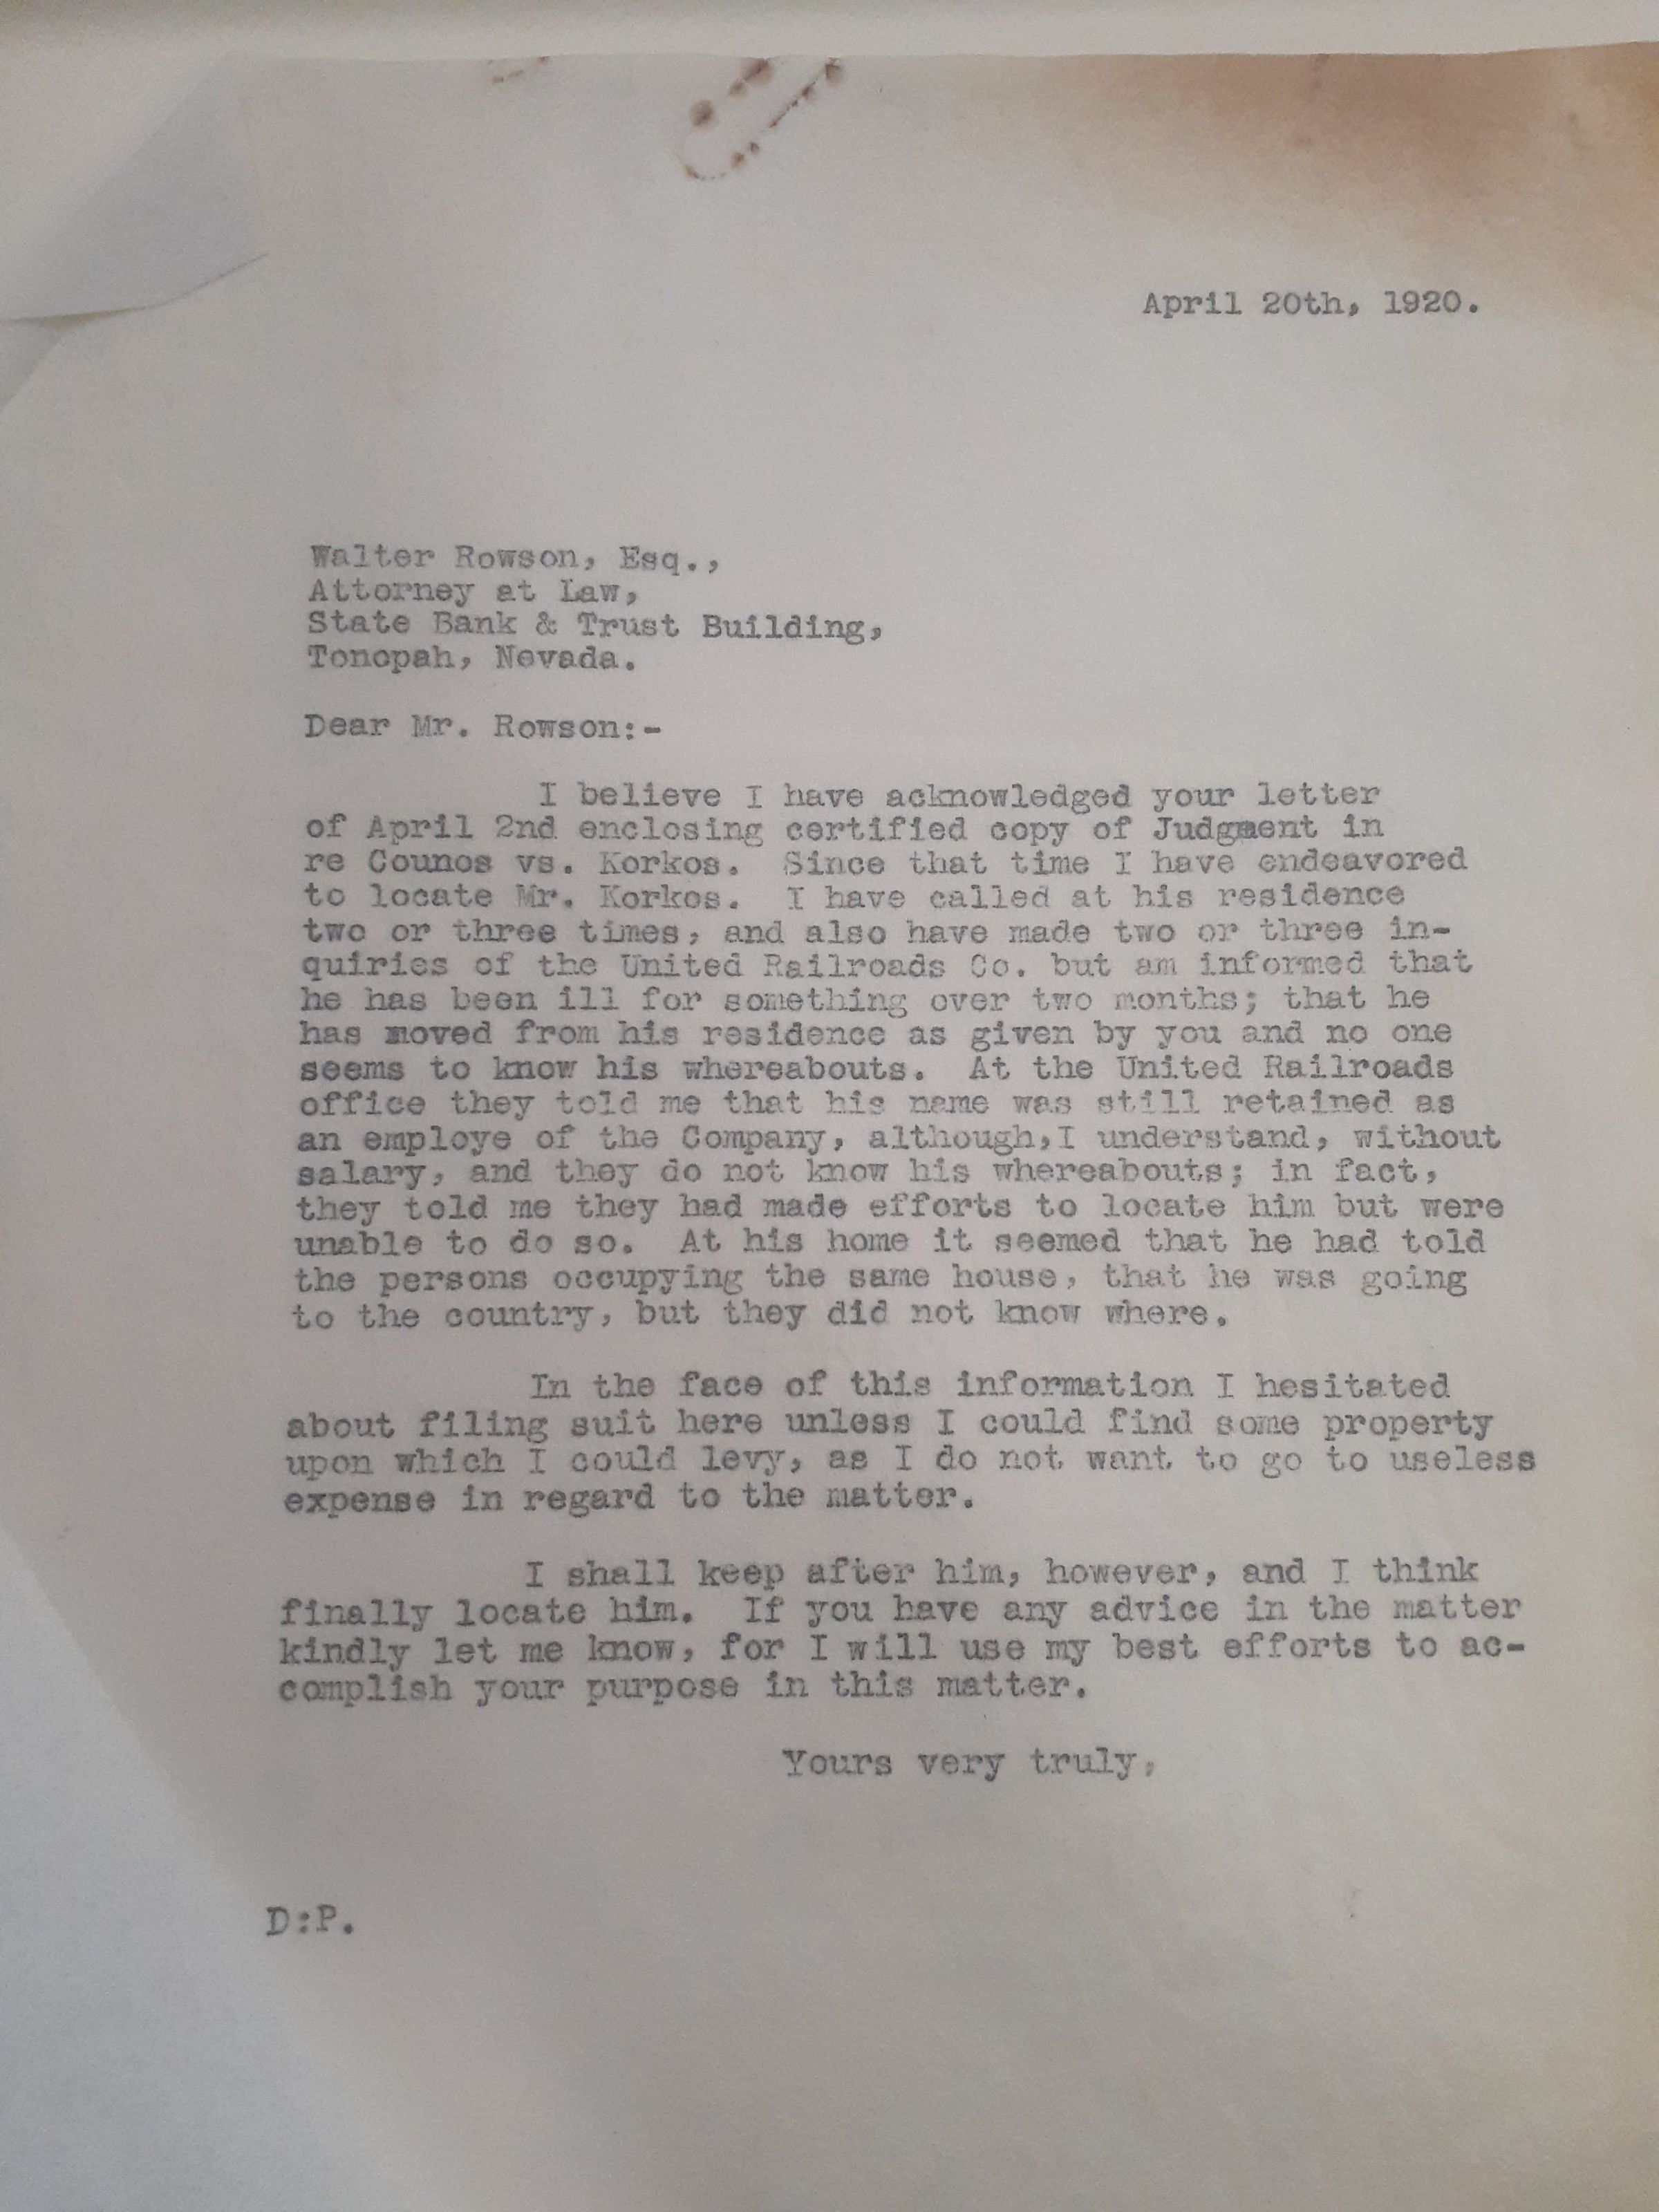 April 20th, 1920.
Walter Rowson, Esq.,
Attorney at Law,
State Bank & Trust Building,
Tonopah, Nevada.
Dear Mr. Rowson:-
I believe I have acknowledged your letter
of April 2nd enclosing certified copy of Judgment in
re Counos vs. Korkos. Since that time I have endeavored
to locate Mr. Korkos. I have called at his residence
two or three times, and also have made two or three in-
quiries of the United Railroads Co. but am informed that
he has been ill for something over two months; that he
has moved from his residence as given by you and no one
seems to know his whereabouts. At the United Railroads
office they told me that his name was still retained as
an employe of the Company, although,I understand, without
salary, and they do not know his whereabouts; in fact,
they told me they had made efforts to locate him but were
unable to do so. At his home it seemed that he had told
the persons occupying the same house, that he was going
to the country, but they did not know where.
In the face of this information I hesitated
about filing suit here unless I could find some property
upon which I could levy, as I do not want to go to useless
expense in regard to the matter.
I shall keep after him, however, and I think
finally locate him. If you have any advice in the matter
kindly let me know, for I will use my best efforts to ac-
complish your purpose in this matter.
Yours very truly,
D:P.